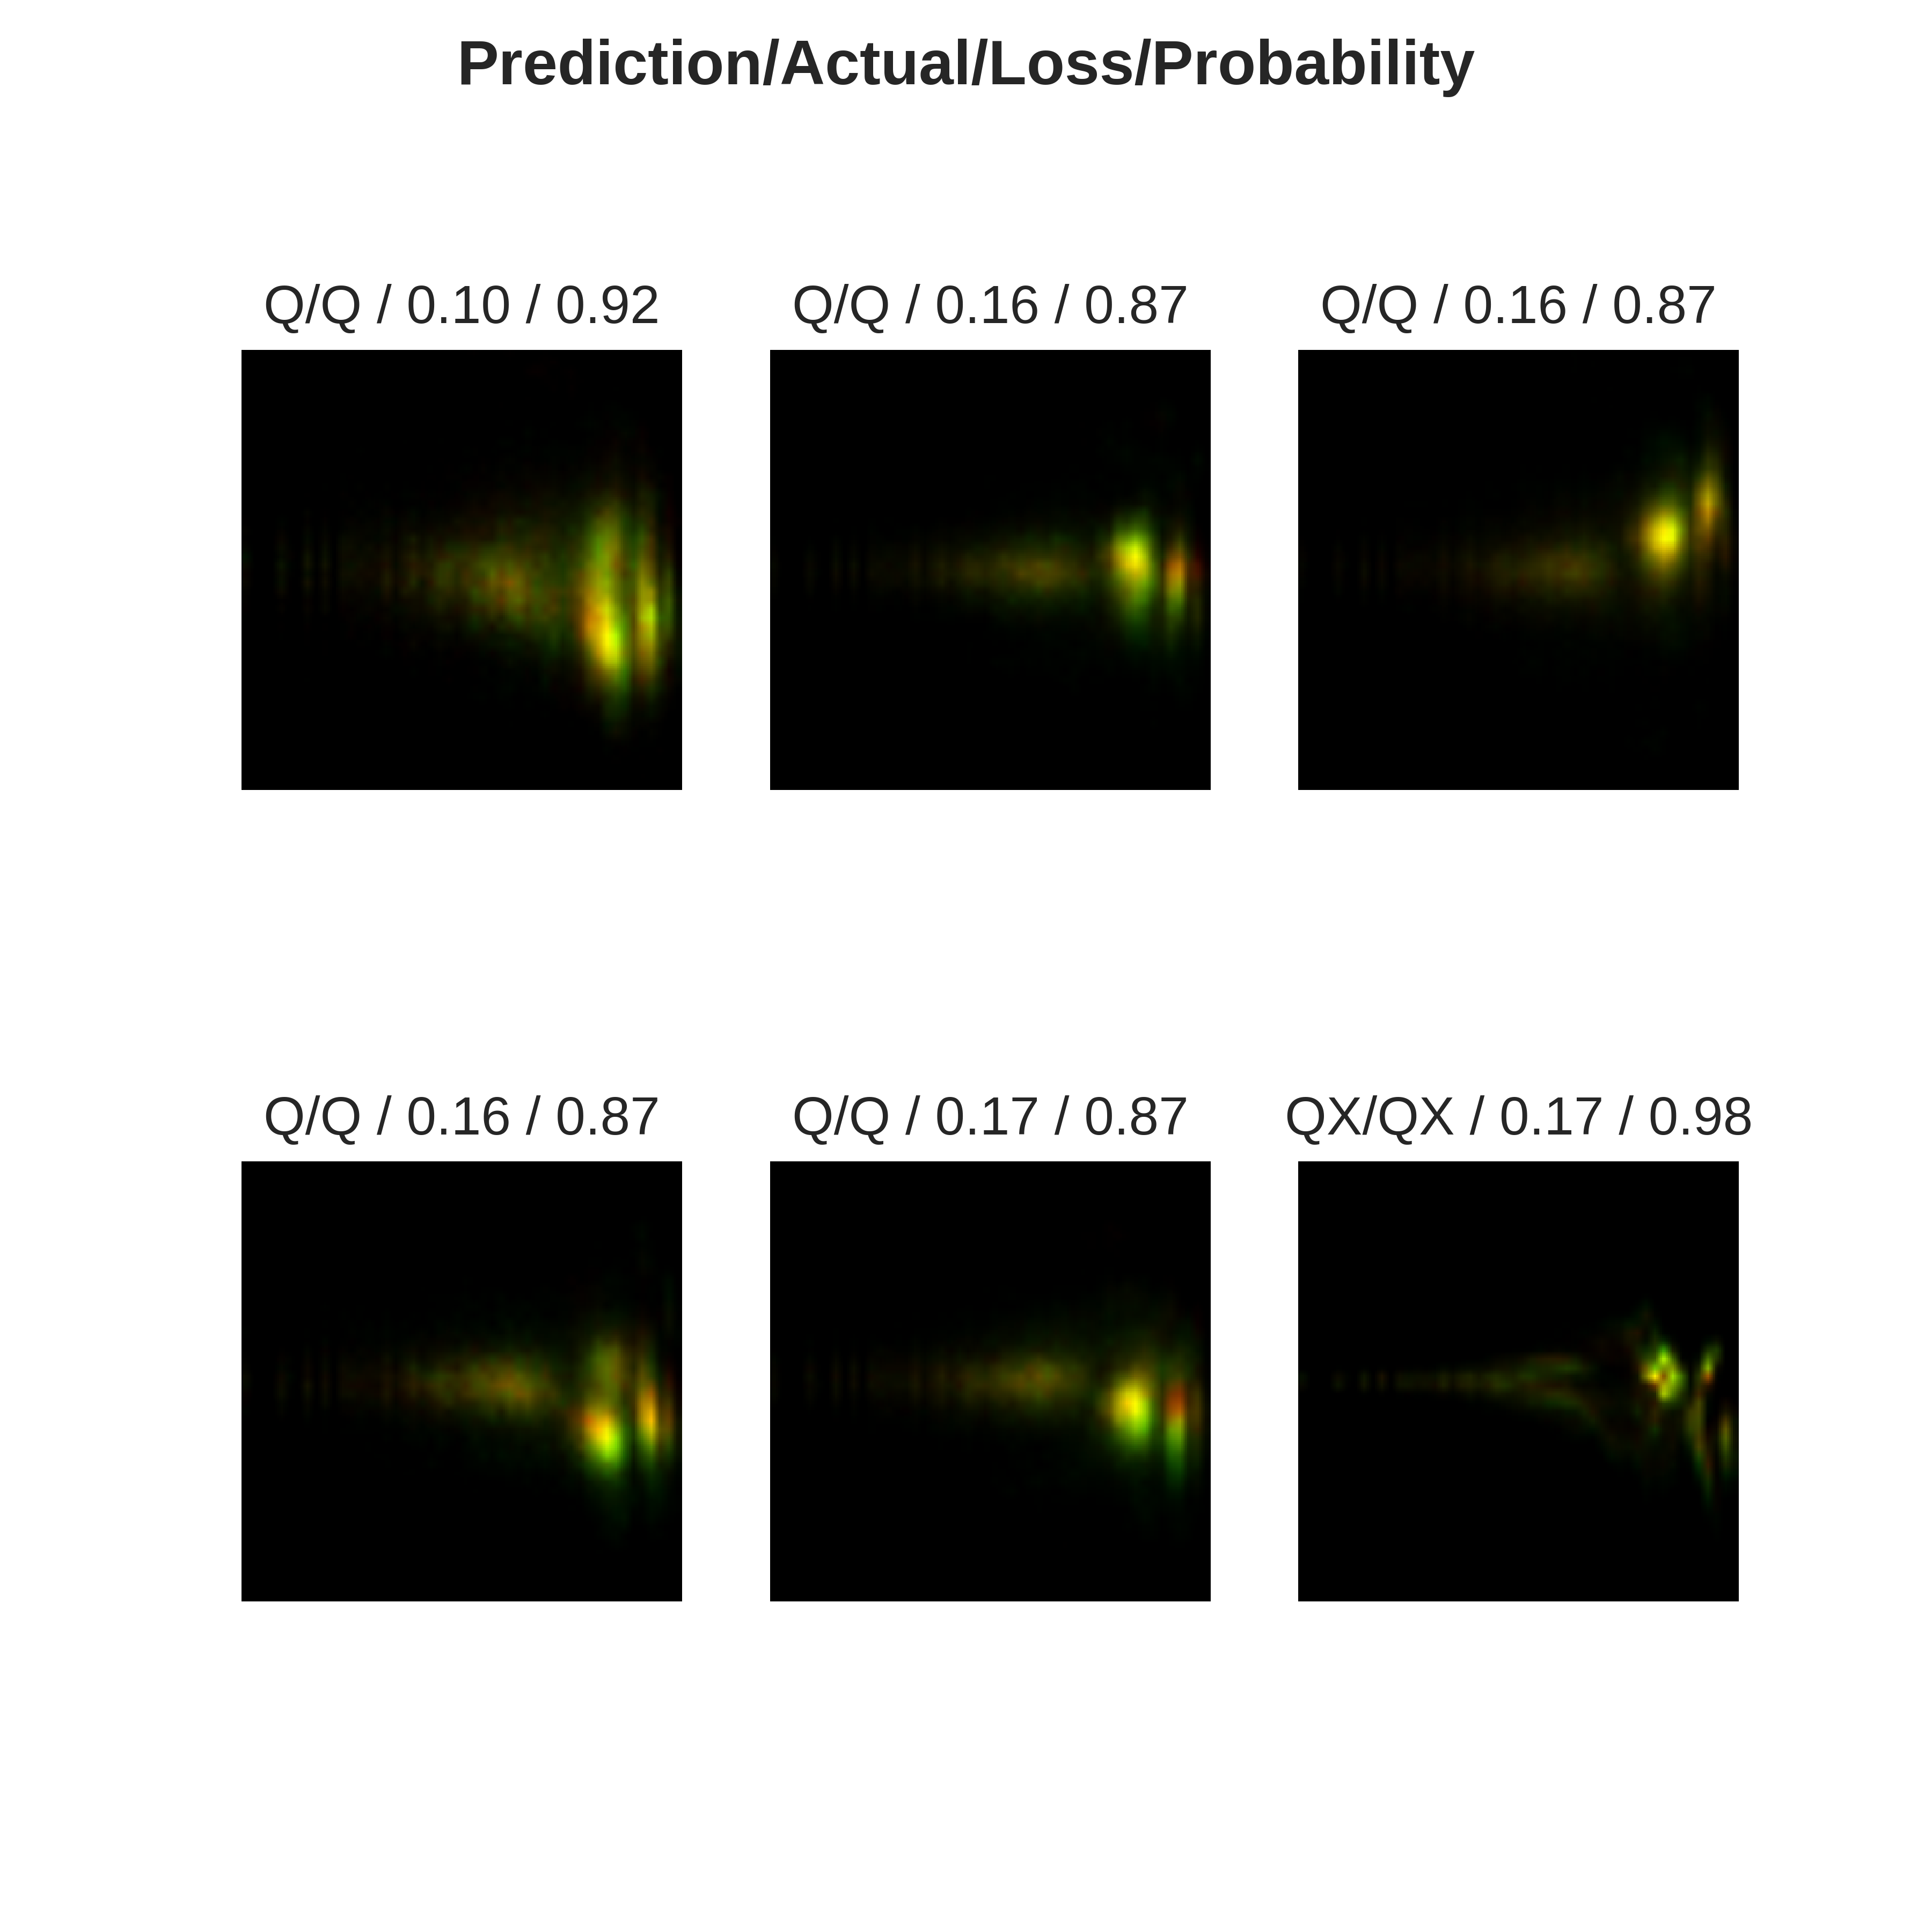 Prediction/Actual/Loss/Probability
Q/Q / 0.10 / 0.92
Q/Q / 0.16 / 0.87
Q/Q / 0.16 / 0.87
Q/Q / 0.16 / 0.87
Q/Q / 0.17 / 0.87
QX/QX / 0.17 / 0.98